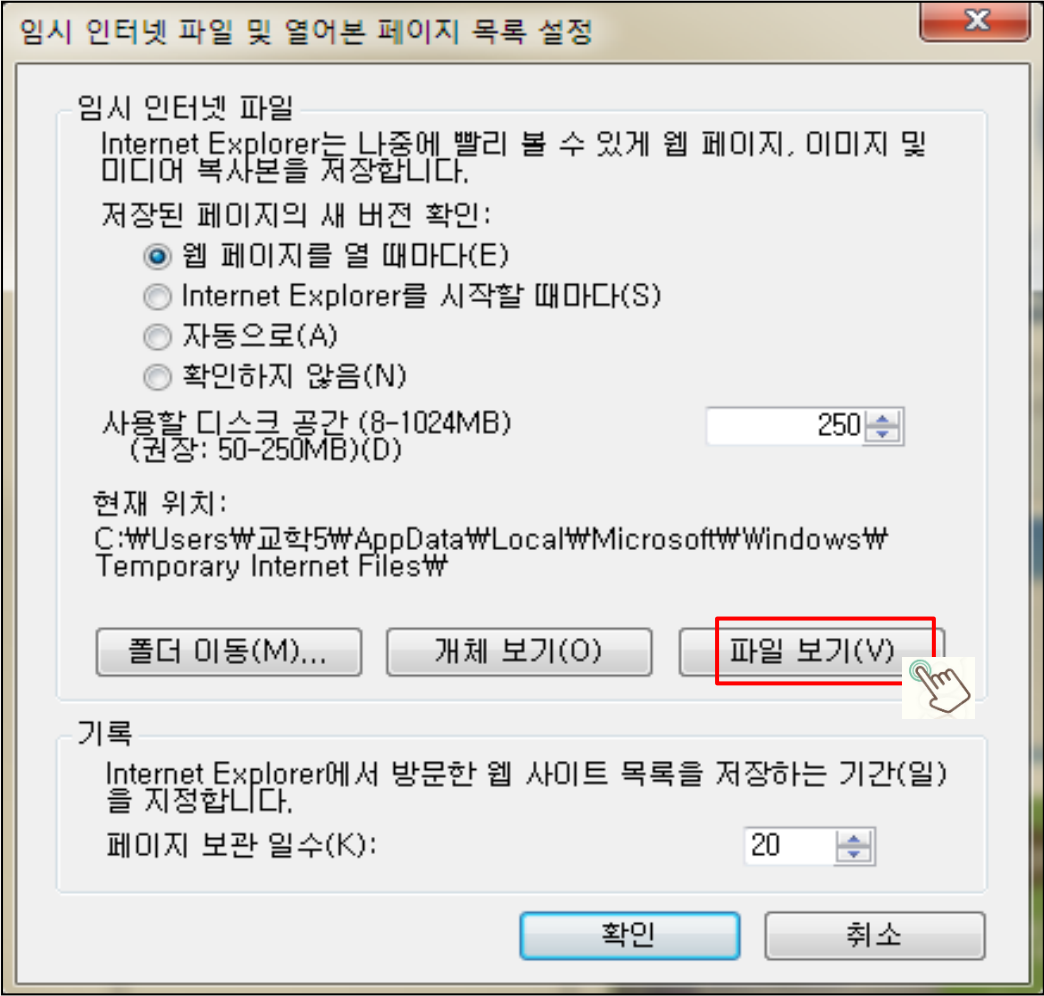 임시 인터넷 파일 및 열어본 페이지 목록 설정
임시 인터넷 파일
Internet Explorer는 나중에 빨리 볼 수 있게 웹 페이지, 이미지 및
미디어 복사본을 저장합니다.
저장된 페이지의 새 버전 확인:
웹 페이지를 열 때마다(E)
Internet Explorer를 시작할 때마다(S)
자동으로(A)
확인하지 않음(N)
사용할 디스크 공간 (8-1024MB)
(권장: 50-250MB)(D)
250
현재 위치:
C:₩Users₩교학5₩AppData₩Local₩Microsoft₩Windows₩
Temporary Internet Files₩
폴더 이동(M)... 개체 보기(O) 파일 보기(V)
기록
Internet Explorer에서 방문한 웹 사이트 목록을 저장하는 기간(일)
을 지정합니다.
페이지 보관 일수(K): 20
확인 취소